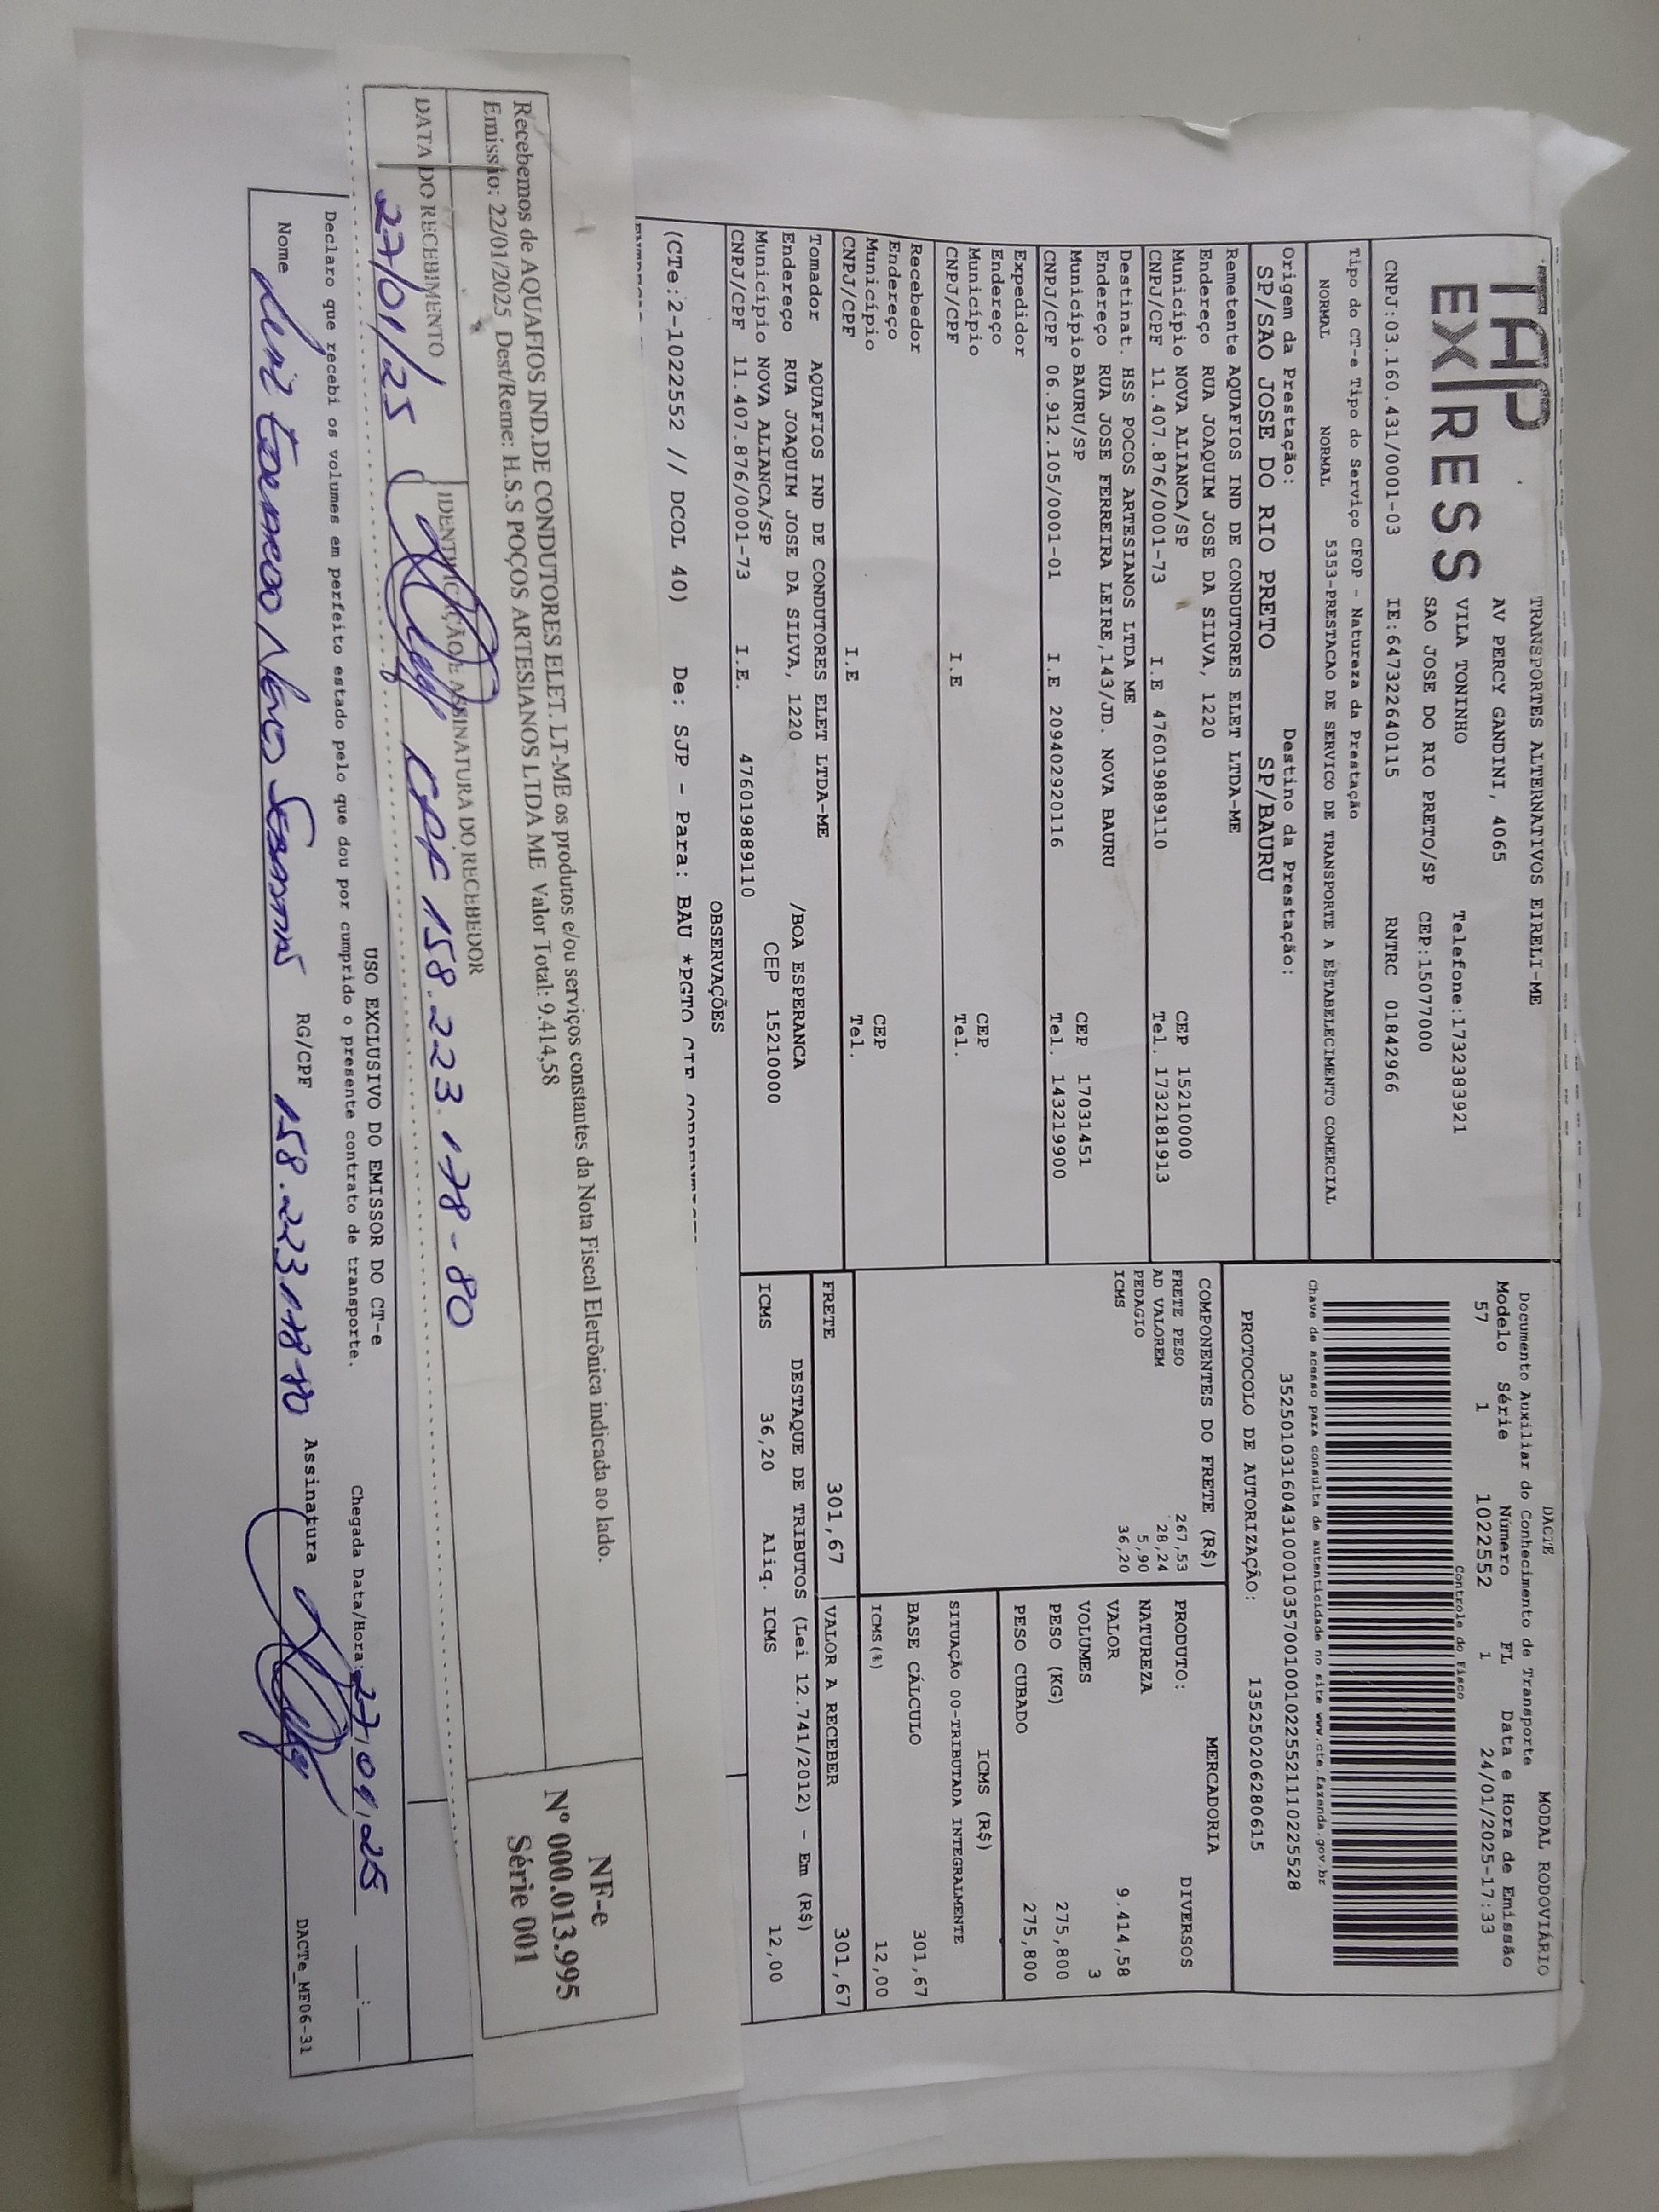 TAP
EXPRESS
TRANSPORTES ALTERNATIVOS EIRELI-ME
AV PERCY GANDINI, 4065
VILA TONINHO Telefone:1732383921
SAO JOSE DO RIO PRETO/SP CEP:15077000
CNPJ:03.160.431/0001-03 IE:647322640115 RNTRC 01842966
Tipo do CT-e Tipo do Serviço CFOP - Natureza da Prestação
NORMAL NORMAL 5353-PRESTACAO DE SERVICO DE TRANSPORTE A ESTABELECIMENTO COMERCIAL
Origem da Prestação: Destino da Prestação:
SP/SAO JOSE DO RIO PRETO SP/BAURU
DACTE MODAL RODOVIÁRIO
Documento Auxiliar do Conhecimento de Transporte
Modelo Série Número FL Data e Hora de Emissão
57 1 1022552 1 24/01/2025-17:33
Controle do Fisco
Chave de acesso para consulta de autenticidade no site www.cte.fazenda.gov.br
35250103160431000103570010010225521110225528
PROTOCOLO DE AUTORIZAÇÃO: 135250206280615
Remetente AQUAFIOS IND DE CONDUTORES ELET LTDA-ME
Endereço RUA JOAQUIM JOSE DA SILVA, 1220
Município NOVA ALIANCA/SP CEP 15210000
CNPJ/CPF 11.407.876/0001-73 I.E 476019889110 Tel. 1732181913
Destinat. HSS POCOS ARTESIANOS LTDA ME
Endereço RUA JOSE FERREIRA LEIRE,143/JD. NOVA BAURU
Município BAURU/SP CEP 17031451
CNPJ/CPF 06.912.105/0001-01 I.E 209402920116 Tel. 143219900
Expedidor
Endereço
Município CEP
CNPJ/CPF I.E Tel.
Recebedor
Endereço
Município CEP
CNPJ/CPF I.E Tel.
Tomador AQUAFIOS IND DE CONDUTORES ELET LTDA-ME
Endereço RUA JOAQUIM JOSE DA SILVA, 1220 /BOA ESPERANCA
Município NOVA ALIANCA/SP CEP 15210000
CNPJ/CPF 11.407.876/0001-73 I.E. 476019889110
COMPONENTES DO FRETE (R$)
FRETE PESO 267,53
AD VALOREM 28,24
PEDAGIO 5,90
ICMS 36,20
MERCADORIA
PRODUTO: DIVERSOS
NATUREZA
VALOR 9.414,58
VOLUMES 3
PESO (KG) 275,800
PESO CUBADO 275,800
ICMS (R$)
SITUAÇÃO 00-TRIBUTADA INTEGRALMENTE
BASE CÁLCULO 301,67
ICMS(%) 12,00
FRETE 301,67 VALOR A RECEBER 301,67
DESTAQUE DE TRIBUTOS (Lei 12.741/2012) - Em (R$)
ICMS 36,20 Aliq. ICMS 12,00
OBSERVAÇÕES
(CTe:2-1022552 // DCOL 40) De: SJP - Para: BAU *PGTO CIF
Recebemos de AQUAFIOS IND.DE CONDUTORES ELET. LT-ME os produtos e/ou serviços constantes da Nota Fiscal Eletrônica indicada ao lado.
Emissão: 22/01/2025 Dest/Reme: H.S.S POÇOS ARTESIANOS LTDA ME Valor Total: 9.414,58
DATA DO RECEBIMENTO IDENTIFICAÇÃO E ASSINATURA DO RECEBEDOR
27/01/25 CPF 158.223.178-80
NF-e
Nº 000.013.995
Série 001
USO EXCLUSIVO DO EMISSOR DO CT-e
Declaro que recebi os volumes em perfeito estado pelo que dou por cumprido o presente contrato de transporte.
Chegada Data/Hora: 27/01/25 __:__
Nome RG/CPF 158.223.178-80 Assinatura
DACTe_MF06-31